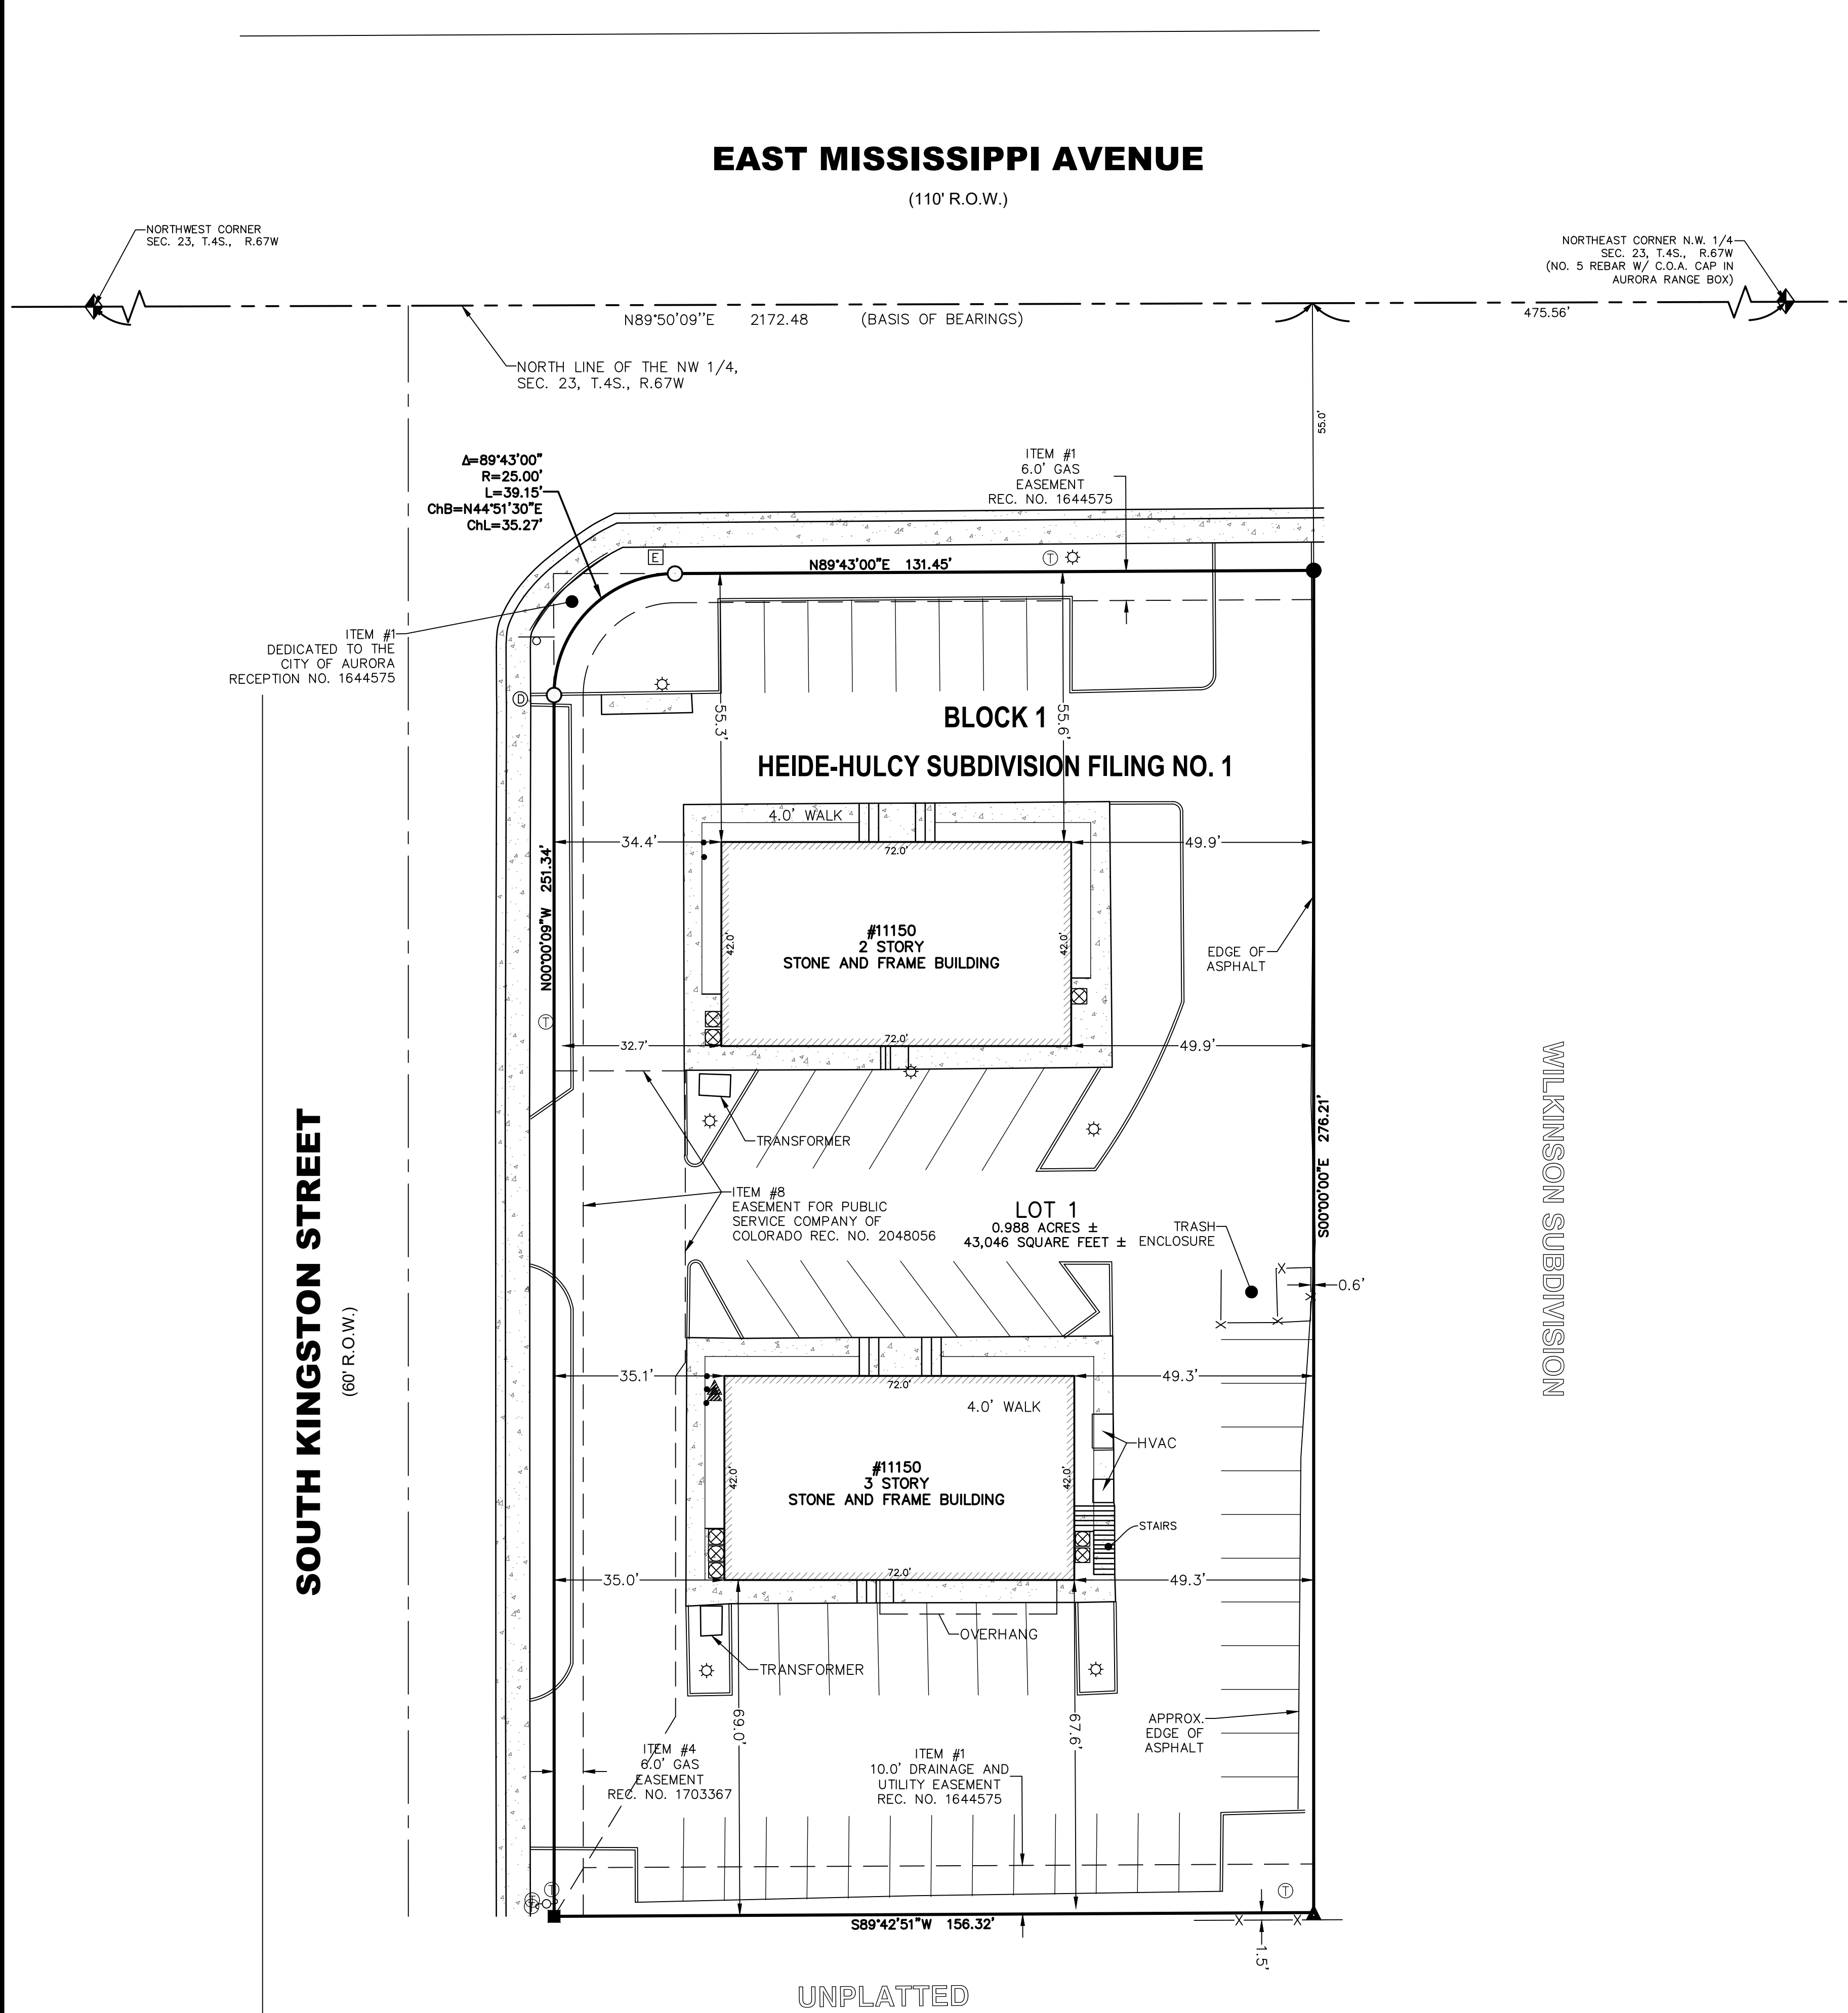 EAST MISSISSIPPI AVENUE
(110' R.O.W.)
NORTHWEST CORNER
SEC. 23, T.4S., R.67W
NORTHEAST CORNER N.W. 1/4
SEC. 23, T.4S., R.67W
(NO. 5 REBAR W/ C.O.A. CAP IN
AURORA RANGE BOX)
N89°50'09''E 2172.48 (BASIS OF BEARINGS)
475.56'
NORTH LINE OF THE NW 1/4,
SEC. 23, T.4S., R.67W
55.0'
Δ=89°43'00"
R=25.00'
L=39.15'
ChB=N44°51'30"E
ChL=35.27'
ITEM #1
6.0' GAS
EASEMENT
REC. NO. 1644575
E
T
N89°43'00"E 131.45'
ITEM #1
DEDICATED TO THE
CITY OF AURORA
RECEPTION NO. 1644575
D
55.3'
55.6'
BLOCK 1
HEIDE-HULCY SUBDIVISION FILING NO. 1
4.0' WALK
34.4'
72.0'
49.9'
N00°00'09"W 251.34'
42.0'
#11150
2 STORY
STONE AND FRAME BUILDING
42.0'
EDGE OF
ASPHALT
T
32.7'
72.0'
49.9'
TRANSFORMER
S00°00'00"E 276.21'
WILKINSON SUBDIVISION
SOUTH KINGSTON STREET
(60' R.O.W.)
ITEM #8
EASEMENT FOR PUBLIC
SERVICE COMPANY OF
COLORADO REC. NO. 2048056
LOT 1
0.988 ACRES ±
43,046 SQUARE FEET ±
TRASH
ENCLOSURE
X
0.6'
X
X
X
35.1'
72.0'
49.3'
4.0' WALK
HVAC
42.0'
#11150
3 STORY
STONE AND FRAME BUILDING
42.0'
STAIRS
35.0'
72.0'
49.3'
OVERHANG
TRANSFORMER
69.0'
67.6'
APPROX.
EDGE OF
ASPHALT
ITEM #4
6.0' GAS
EASEMENT
REC. NO. 1703367
ITEM #1
10.0' DRAINAGE AND
UTILITY EASEMENT
REC. NO. 1644575
T
T
S89°42'51"W 156.32'
X
X
1.5'
UNPLATTED